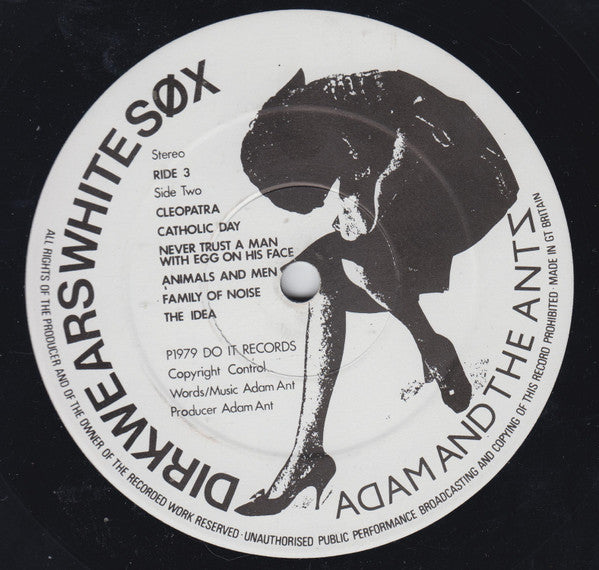 DIRKWEARSWHITESØX
Stereo
RIDE 3
Side Two
CLEOPATRA
CATHOLIC DAY
NEVER TRUST A MAN
WITH EGG ON HIS FACE
ANIMALS AND MEN
FAMILY OF NOISE
THE IDEA
P1979 DO IT RECORDS
Copyright Control
Words/Music Adam Ant
Producer Adam Ant
ADAM AND THE ANTS
ALL RIGHTS OF THE PRODUCER AND OF THE OWNER OF THE RECORDED WORK RESERVED · UNAUTHORISED PUBLIC PERFORMANCE BROADCASTING AND COPYING OF THIS RECORD PROHIBITED · MADE IN GT BRITAIN